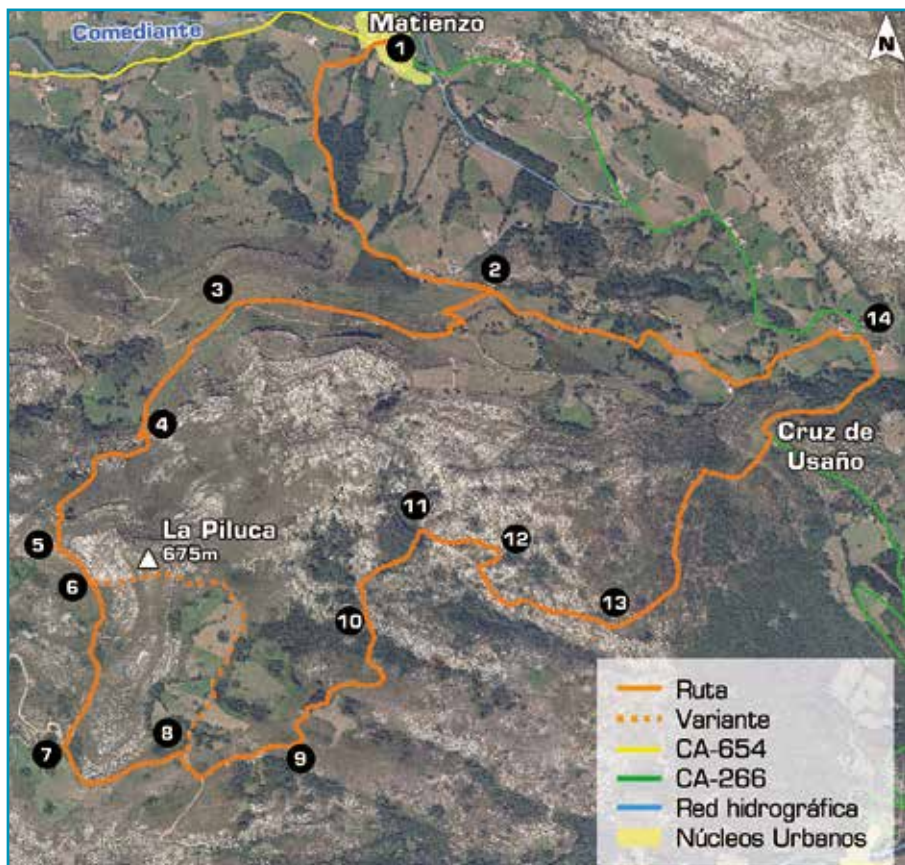 Matienzo
Comediante
1
N
2
3
14
4
Cruz de
Usaño
11
5
La Piluca
675m
12
6
10
13
8
7
9
Ruta
Variante
CA-654
CA-266
Red hidrográfica
Núcleos Urbanos